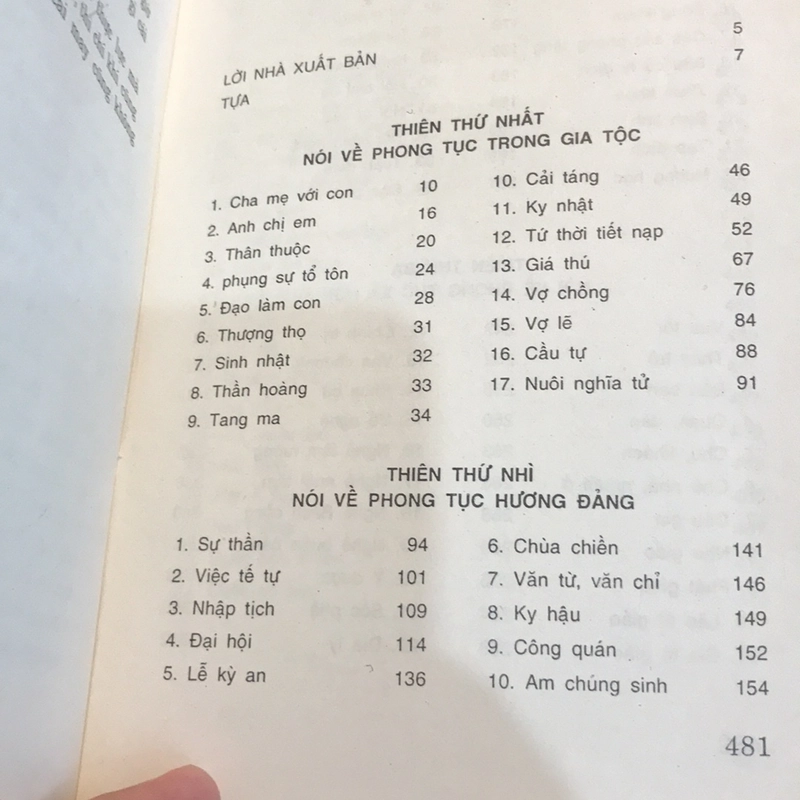 LỜI NHÀ XUẤT BẢN 5
TỰA 7
THIÊN THỨ NHẤT
NÓI VỀ PHONG TỤC TRONG GIA TỘC
1. Cha mẹ với con 10
2. Anh chị em 16
3. Thân thuộc 20
4. phụng sự tổ tôn 24
5. Đạo làm con 28
6. Thượng thọ 31
7. Sinh nhật 32
8. Thần hoàng 33
9. Tang ma 34
10. Cải táng 46
11. Kỵ nhật 49
12. Tứ thời tiết nạp 52
13. Giá thú 67
14. Vợ chồng 76
15. Vợ lẽ 84
16. Cầu tự 88
17. Nuôi nghĩa tử 91
THIÊN THỨ NHÌ
NÓI VỀ PHONG TỤC HƯƠNG ĐẢNG
1. Sự thần 94
2. Việc tế tự 101
3. Nhập tịch 109
4. Đại hội 114
5. Lễ kỳ an 136
6. Chùa chiền 141
7. Văn từ, văn chỉ 146
8. Ky hậu 149
9. Công quán 152
10. Am chúng sinh 154
481